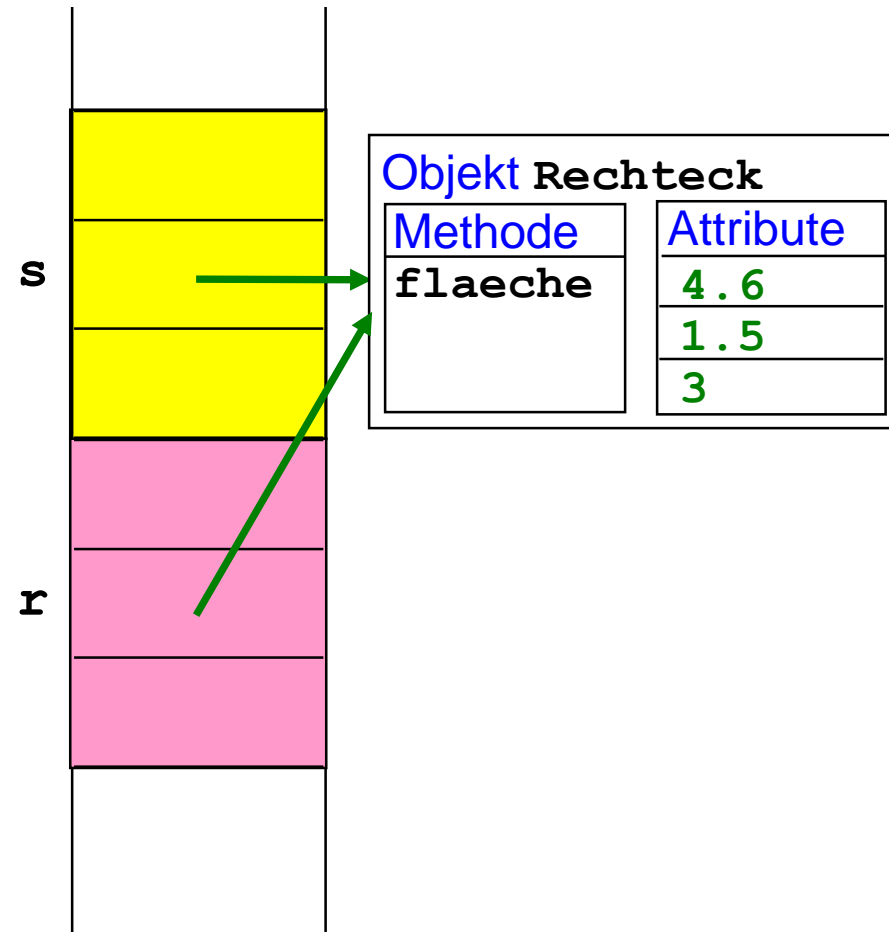 Objekt Rechteck
Methode
Attribute
flaeche
4.6
1.5
3
s
r